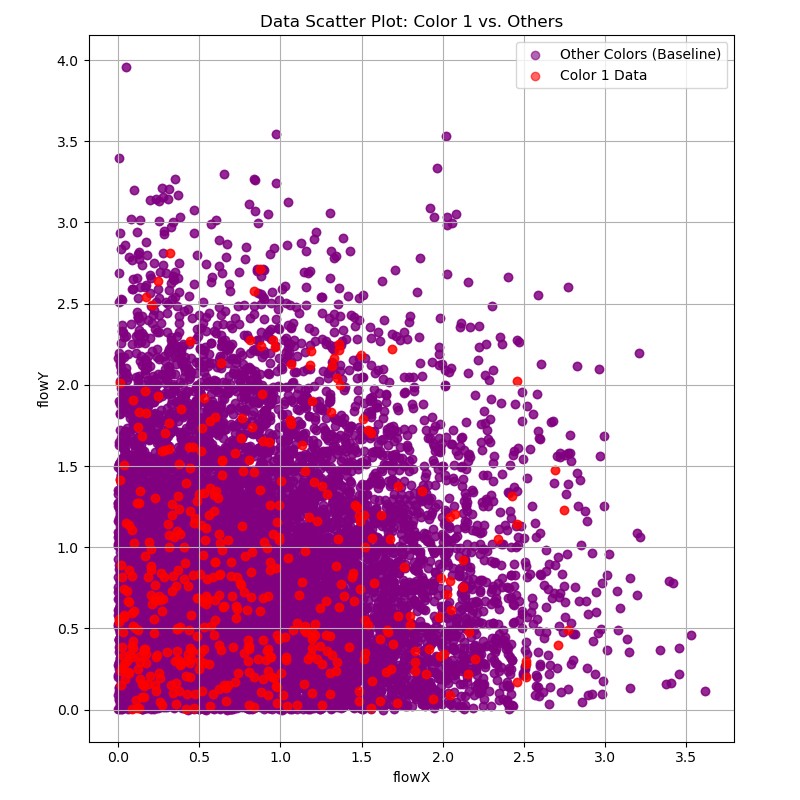 Data Scatter Plot: Color 1 vs. Others
Other Colors (Baseline)
Color 1 Data
flowY
4.0
3.5
3.0
2.5
2.0
1.5
1.0
0.5
0.0
0.0 0.5 1.0 1.5 2.0 2.5 3.0 3.5
flowX